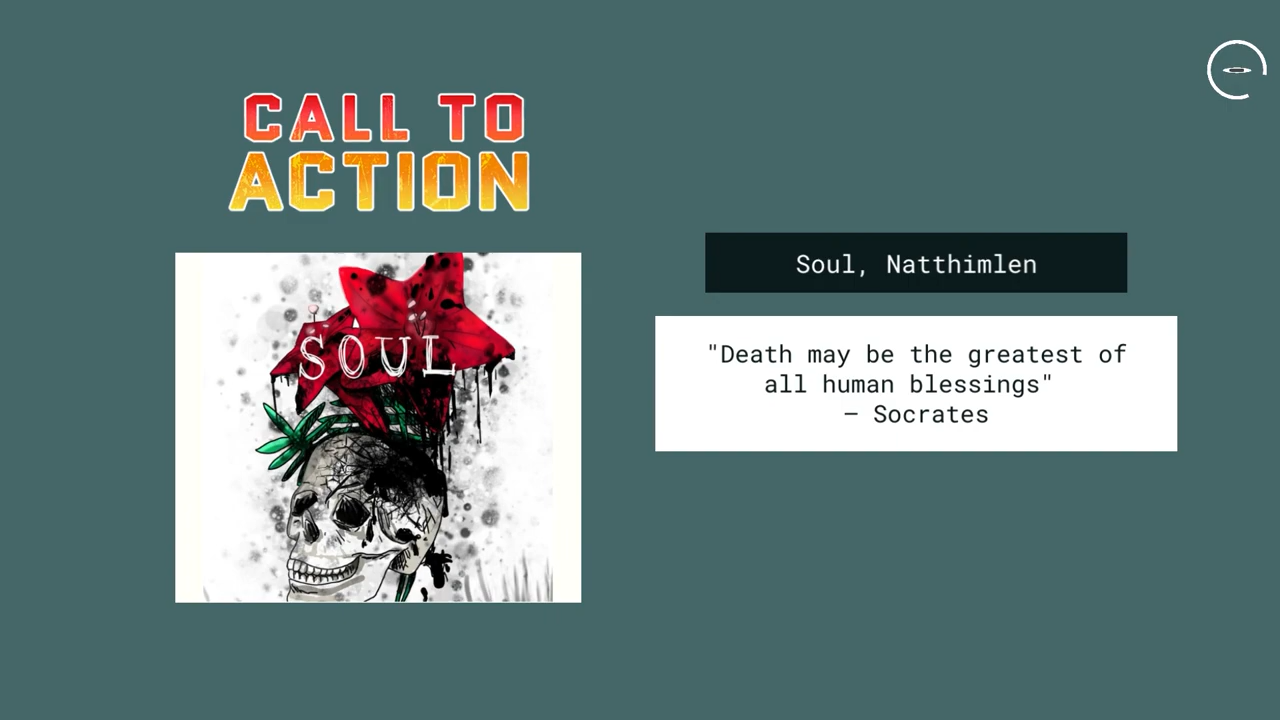 CALL TO
ACTION
SOUL
Soul, Natthimlen
"Death may be the greatest of
all human blessings"
— Socrates